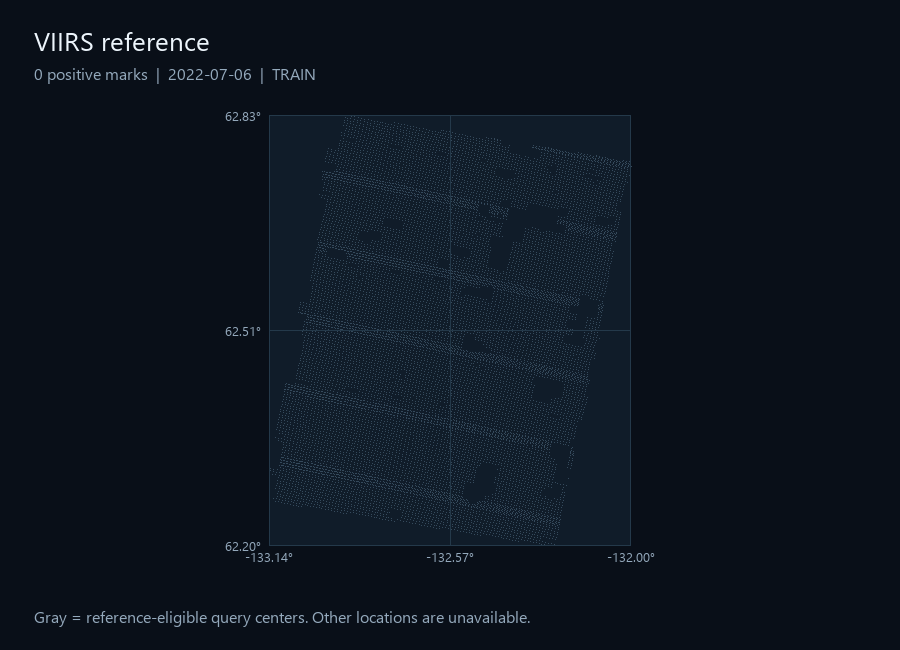 VIIRS reference
0 positive marks | 2022-07-06 | TRAIN
62.83°
62.51°
62.20°
-133.14°
-132.57°
-132.00°
Gray = reference-eligible query centers. Other locations are unavailable.